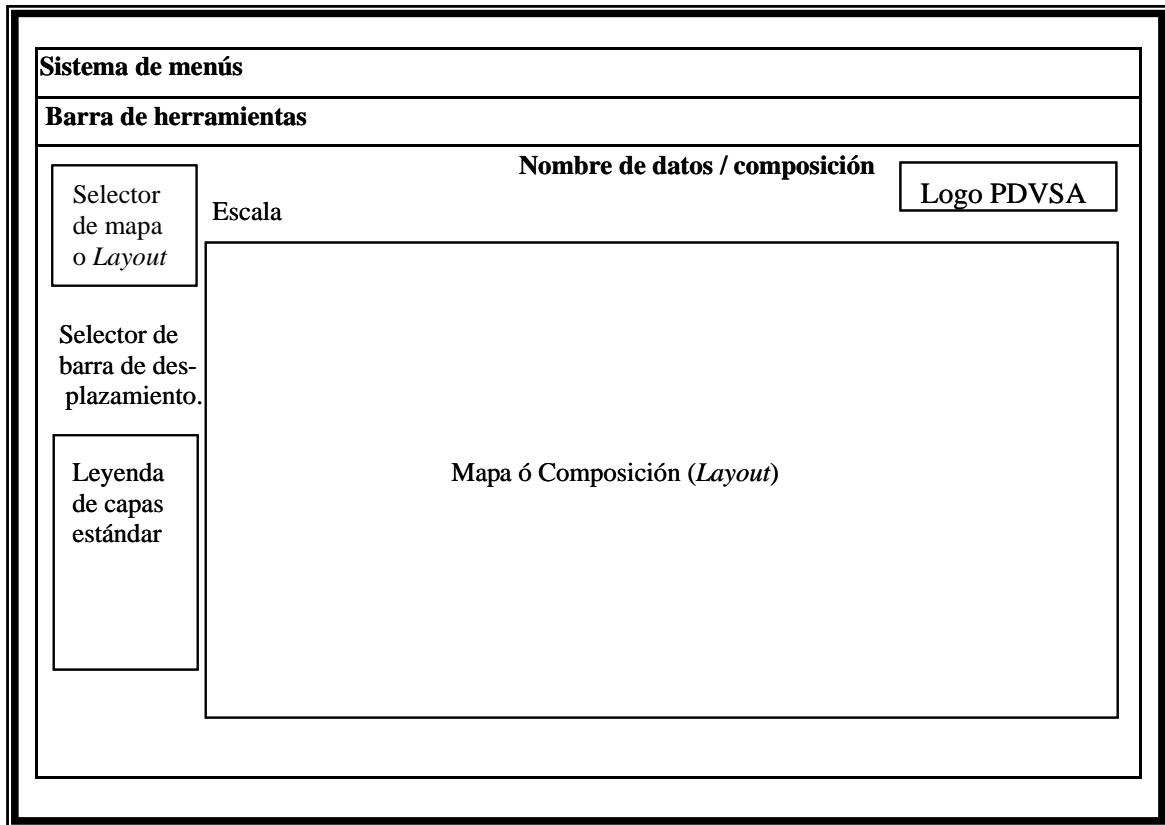 Sistema de menús
Barra de herramientas
Nombre de datos / composición
Logo PDVSA
Selector
de mapa
o Layout
Escala
Selector de
barra de des-
plazamiento.
Leyenda
de capas
estándar
Mapa ó Composición (Layout)